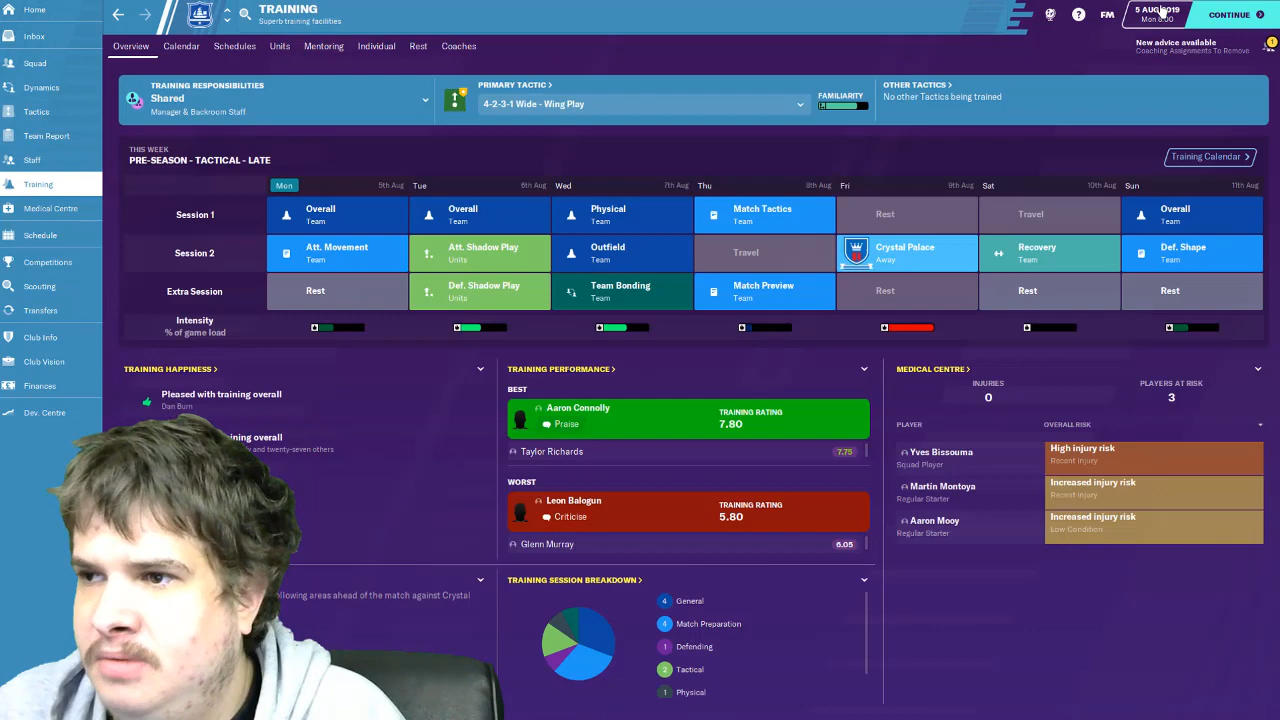 Home
Inbox
Squad
Dynamics
Tactics
Team Report
Staff
Training
Medical Centre
Schedule
Competitions
Scouting
Transfers
Club Info
Club Vision
Finances
Dev. Centre
TRAINING
Superb training facilities
?
FM
5 AUG 2019
Mon 8:00
CONTINUE
Overview Calendar Schedules Units Mentoring Individual Rest Coaches
New advice available
Coaching Assignments To Remove
1
TRAINING RESPONSIBILITIES
Shared
Manager & Backroom Staff
PRIMARY TACTIC >
4-2-3-1 Wide - Wing Play
FAMILIARITY
OTHER TACTICS >
No other Tactics being trained
THIS WEEK
PRE-SEASON - TACTICAL - LATE
Training Calendar >
Mon 5th Aug Tue 6th Aug Wed 7th Aug Thu 8th Aug Fri 9th Aug Sat 10th Aug Sun 11th Aug
Session 1
Overall
Team
Overall
Team
Physical
Team
Match Tactics
Team
Rest
Travel
Overall
Team
Session 2
Att. Movement
Team
Att. Shadow Play
Units
Outfield
Team
Travel
Crystal Palace
Away
Recovery
Team
Def. Shape
Team
Extra Session
Rest
Def. Shadow Play
Units
Team Bonding
Team
Match Preview
Team
Rest
Rest
Rest
Intensity
% of game load
TRAINING HAPPINESS >
Pleased with training overall
Dan Burn
ining overall
y and twenty-seven others
ollowing areas ahead of the match against Crystal
TRAINING PERFORMANCE >
BEST
Aaron Connolly
Praise
TRAINING RATING
7.80
Taylor Richards 7.75
WORST
Leon Balogun
Criticise
TRAINING RATING
5.80
Glenn Murray 6.05
TRAINING SESSION BREAKDOWN >
4 General
4 Match Preparation
1 Defending
2 Tactical
1 Physical
MEDICAL CENTRE >
INJURIES
0
PLAYERS AT RISK
3
PLAYER OVERALL RISK
Yves Bissouma
Squad Player
High injury risk
Recent injury
Martín Montoya
Regular Starter
Increased injury risk
Recent injury
Aaron Mooy
Regular Starter
Increased injury risk
Low Condition